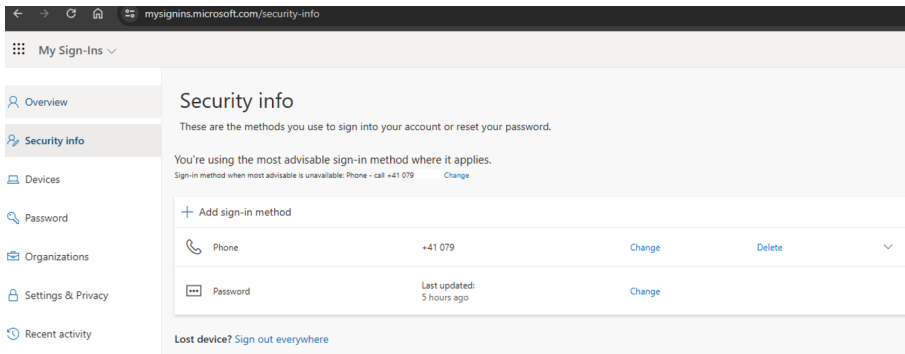 mysignins.microsoft.com/security-info
My Sign-Ins
Overview
Security info
Devices
Password
Organizations
Settings & Privacy
Recent activity
Security info
These are the methods you use to sign into your account or reset your password.
You're using the most advisable sign-in method where it applies.
Sign-in method when most advisable is unavailable: Phone - call +41 079 Change
+ Add sign-in method
Phone +41 079 Change Delete
Password Last updated:
5 hours ago Change
Lost device? Sign out everywhere